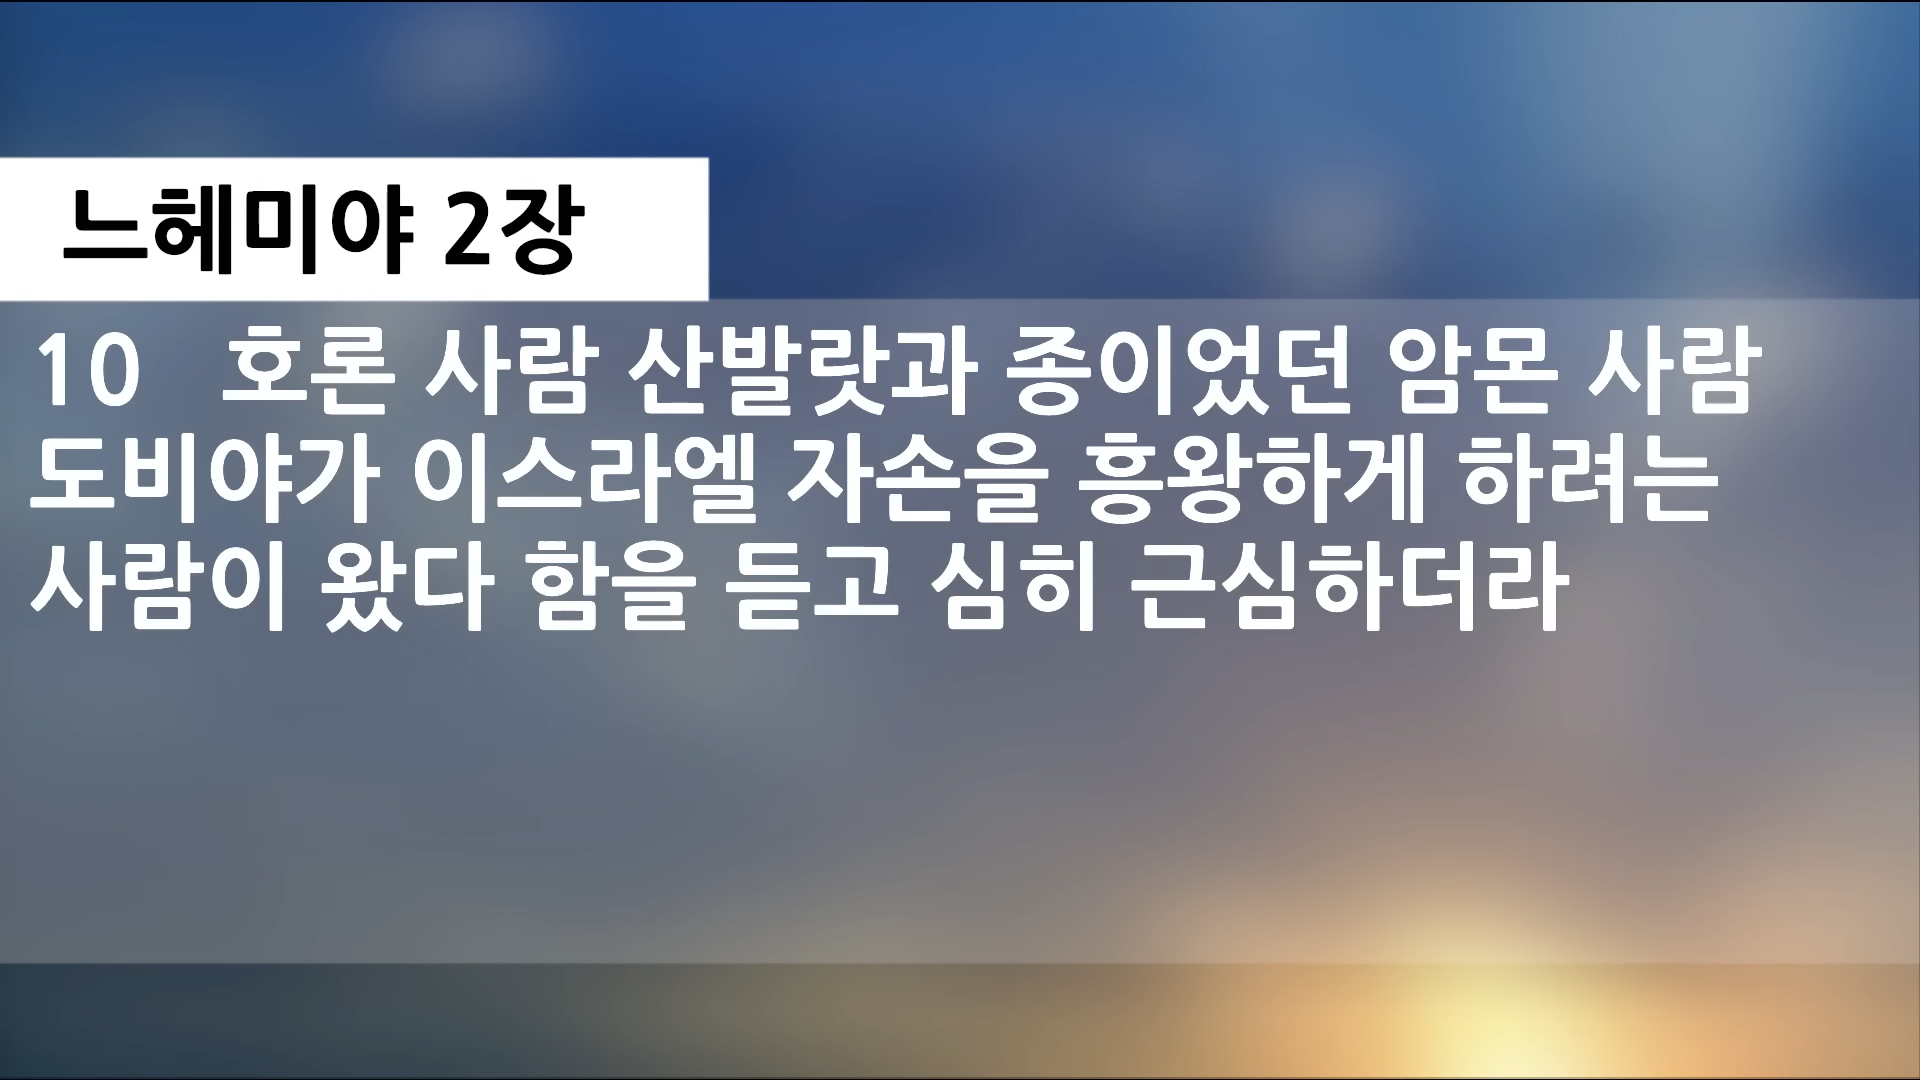 느헤미야 2장
10 호론 사람 산발랏과 종이었던 암몬 사람
도비야가 이스라엘 자손을 흥왕하게 하려는
사람이 왔다 함을 듣고 심히 근심하더라